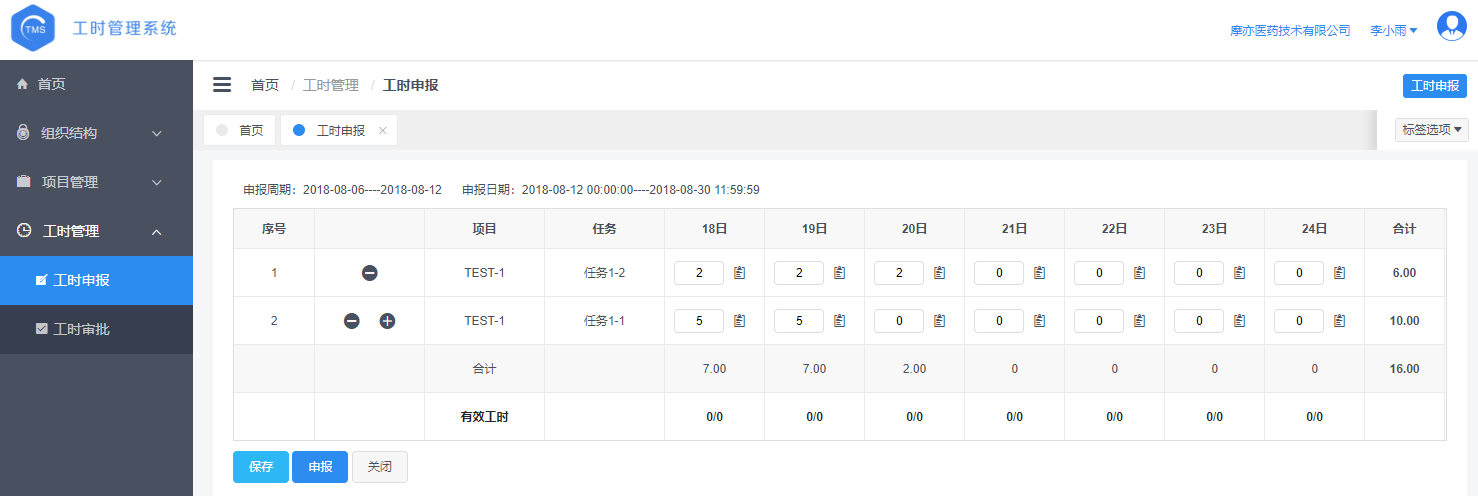 TMS 工时管理系统
摩亦医药技术有限公司 李小雨
首页
组织结构
项目管理
工时管理
工时申报
工时审批
首页 / 工时管理 / 工时申报
工时申报
首页 工时申报
标签选项
申报周期：2018-08-06----2018-08-12 申报日期：2018-08-12 00:00:00----2018-08-30 11:59:59
序号 项目 任务 18日 19日 20日 21日 22日 23日 24日 合计
1 TEST-1 任务1-2 2 2 2 0 0 0 0 6.00
2 TEST-1 任务1-1 5 5 0 0 0 0 0 10.00
合计 7.00 7.00 2.00 0 0 0 0 16.00
有效工时 0/0 0/0 0/0 0/0 0/0 0/0 0/0
保存 申报 关闭